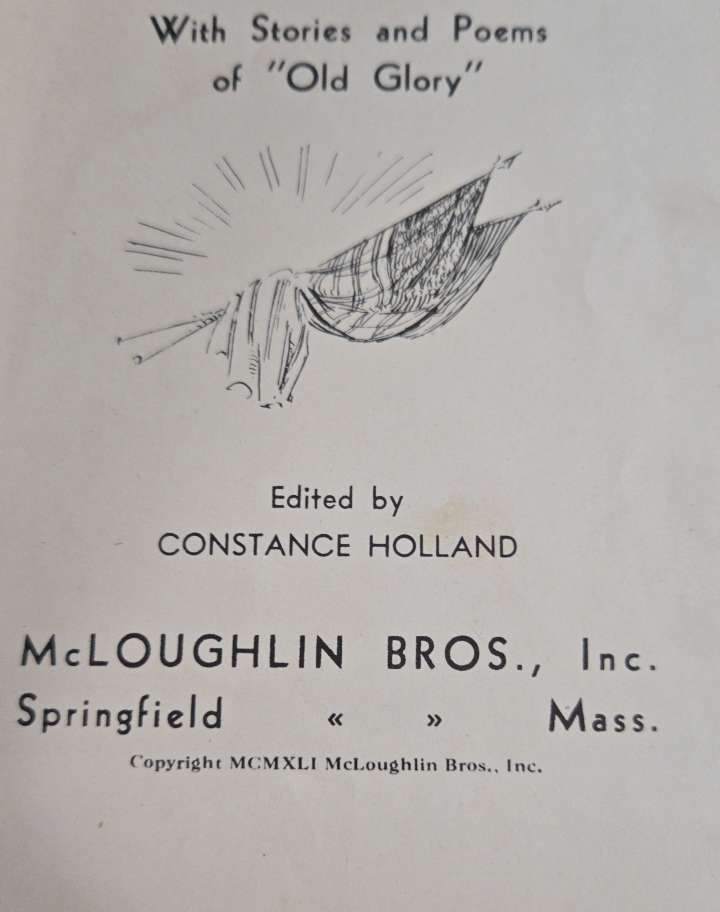 With Stories and Poems
of "Old Glory"
Edited by
CONSTANCE HOLLAND
McLOUGHLIN BROS., Inc.
Springfield « » Mass.
Copyright MCMXLI McLoughlin Bros., Inc.